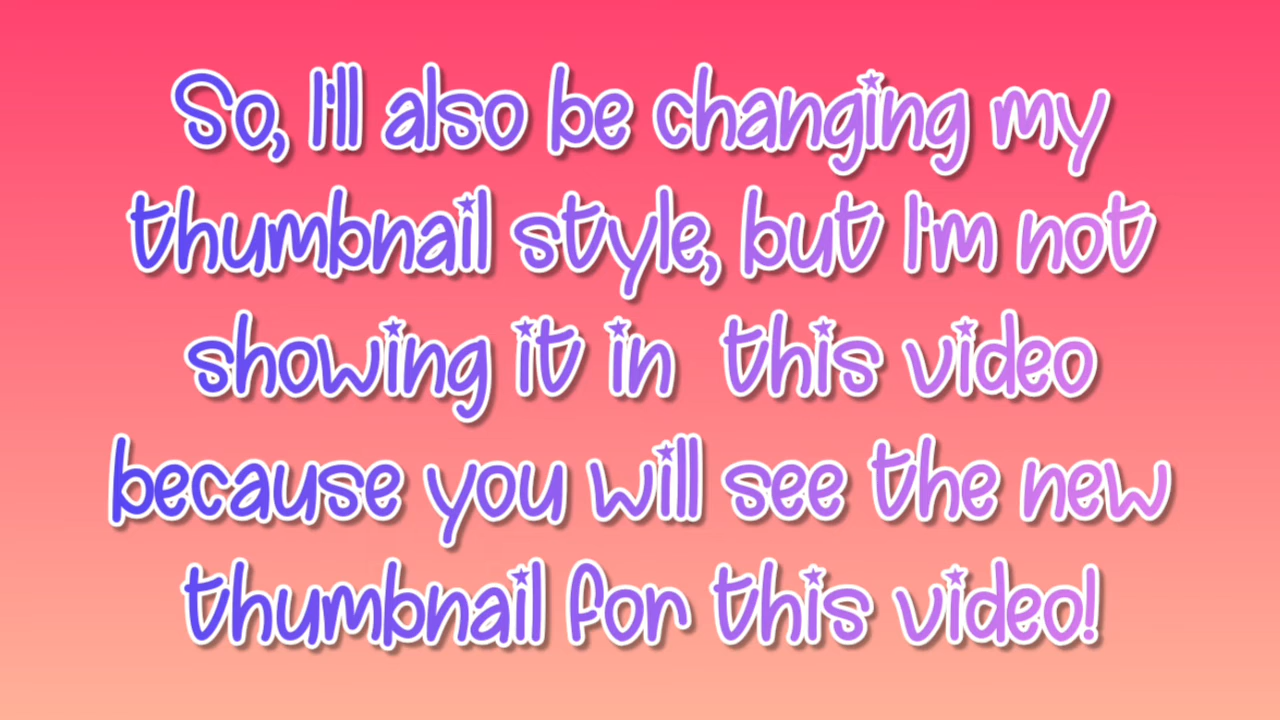 So, I'll also be changing my
thumbnail style, but I'm not
showing it in  this video
because you will see the new
thumbnail for this video!